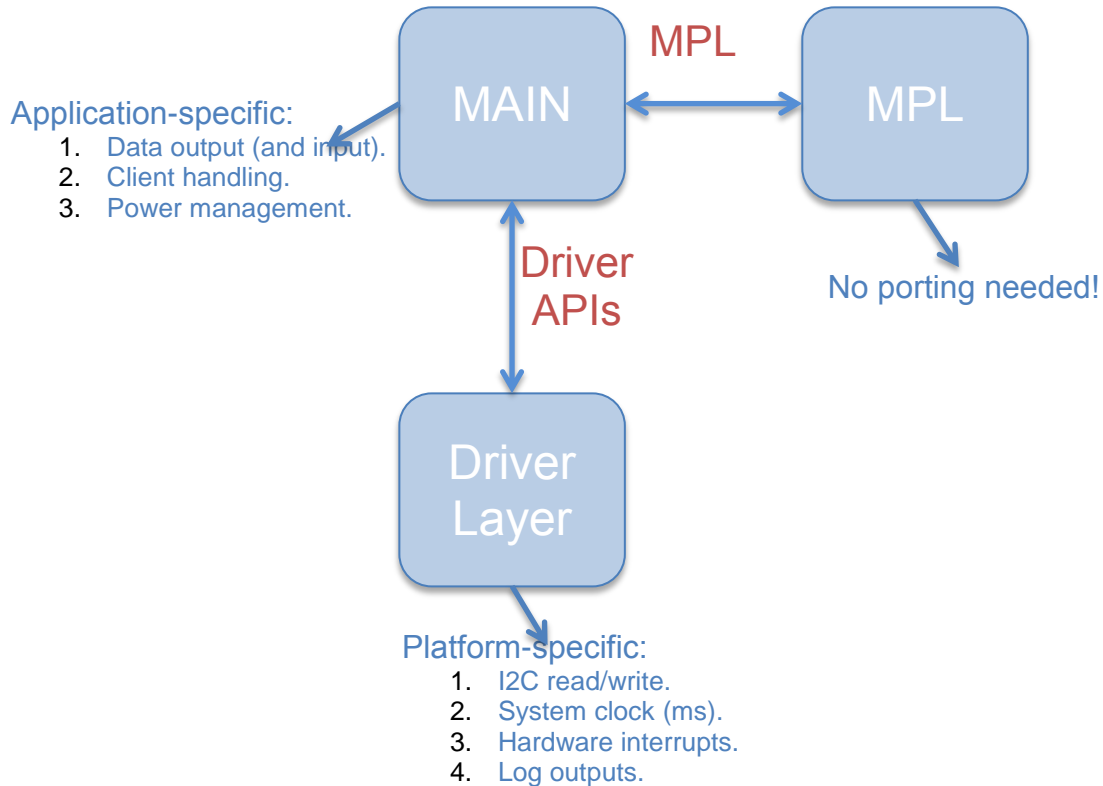 MAIN
MPL
MPL
Application-specific:
1. Data output (and input).
2. Client handling.
3. Power management.
Driver
APIs
No porting needed!
Driver
Layer
Platform-specific:
1. I2C read/write.
2. System clock (ms).
3. Hardware interrupts.
4. Log outputs.